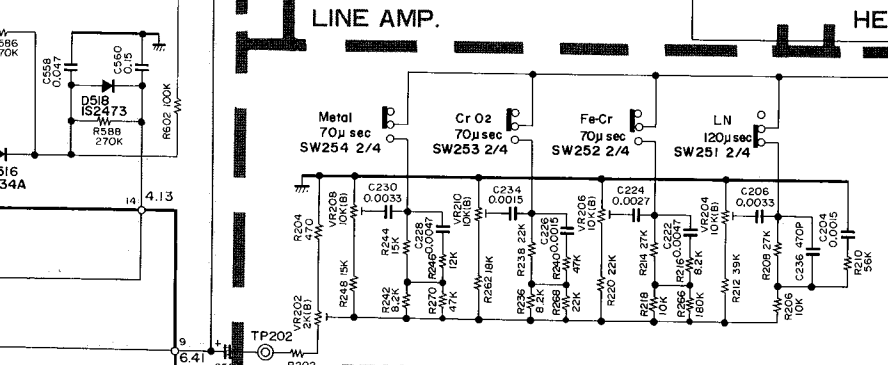 LINE AMP.
HE
C558
0.047
C560
0.15
D518
1S2473
R588
270K
R602 100K
34A
14
4.13
9
6.41
+
TP202
Metal
70μ sec
SW254 2/4
Cr O2
70μ sec
SW253 2/4
Fe-Cr
70μ sec
SW252 2/4
LN
120μ sec
SW251 2/4
R204
470
VR202
2K(B)
VR208
10K(B)
R248 15K
C230
0.0033
R244
15K
C228
0.0047
R246
12K
R242
8.2K
R270
47K
VR210
10K(B)
R262 18K
C234
0.0015
R238 22K
C226
0.0015
R240
47K
R236
8.2K
R268
22K
VR206
10K(B)
R220 22K
C224
0.0027
R214 27K
C222
0.0047
R216
8.2K
R218
10K
R266
180K
VR204
10K(B)
R212 39K
C206
0.0033
R208 27K
C236 470P
C204
0.0015
R210
56K
R206
10K